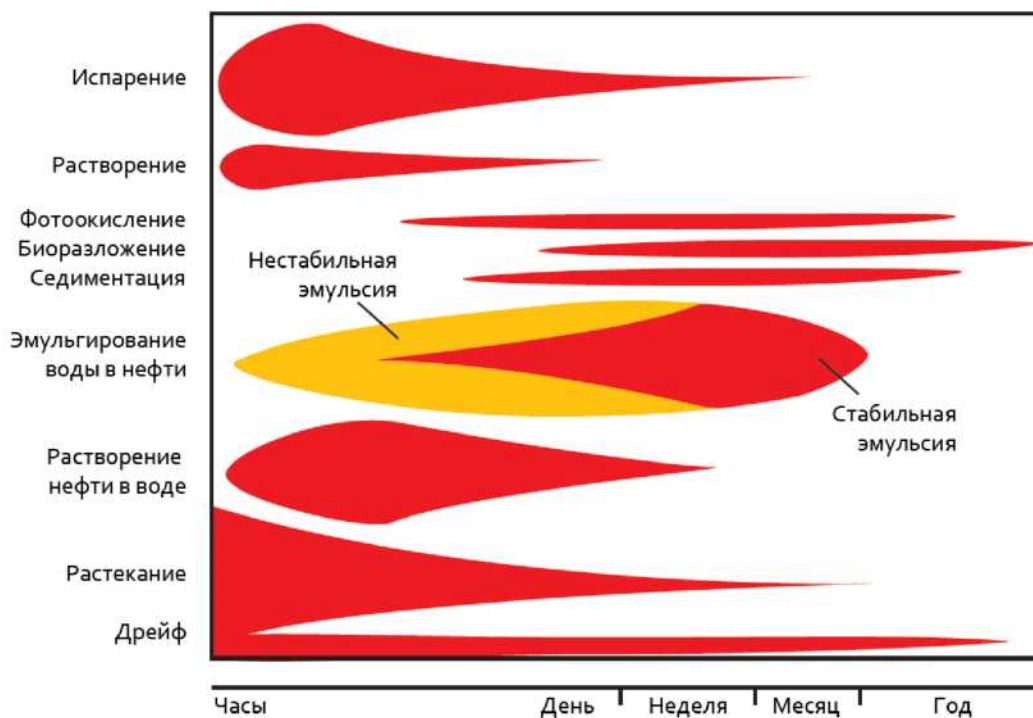 Испарение
Растворение
Фотоокисление
Биоразложение
Седиментация
Нестабильная
эмульсия
Эмульгирование
воды в нефти
Стабильная
эмульсия
Растворение
нефти в воде
Растекание
Дрейф
Часы День Неделя Месяц Год